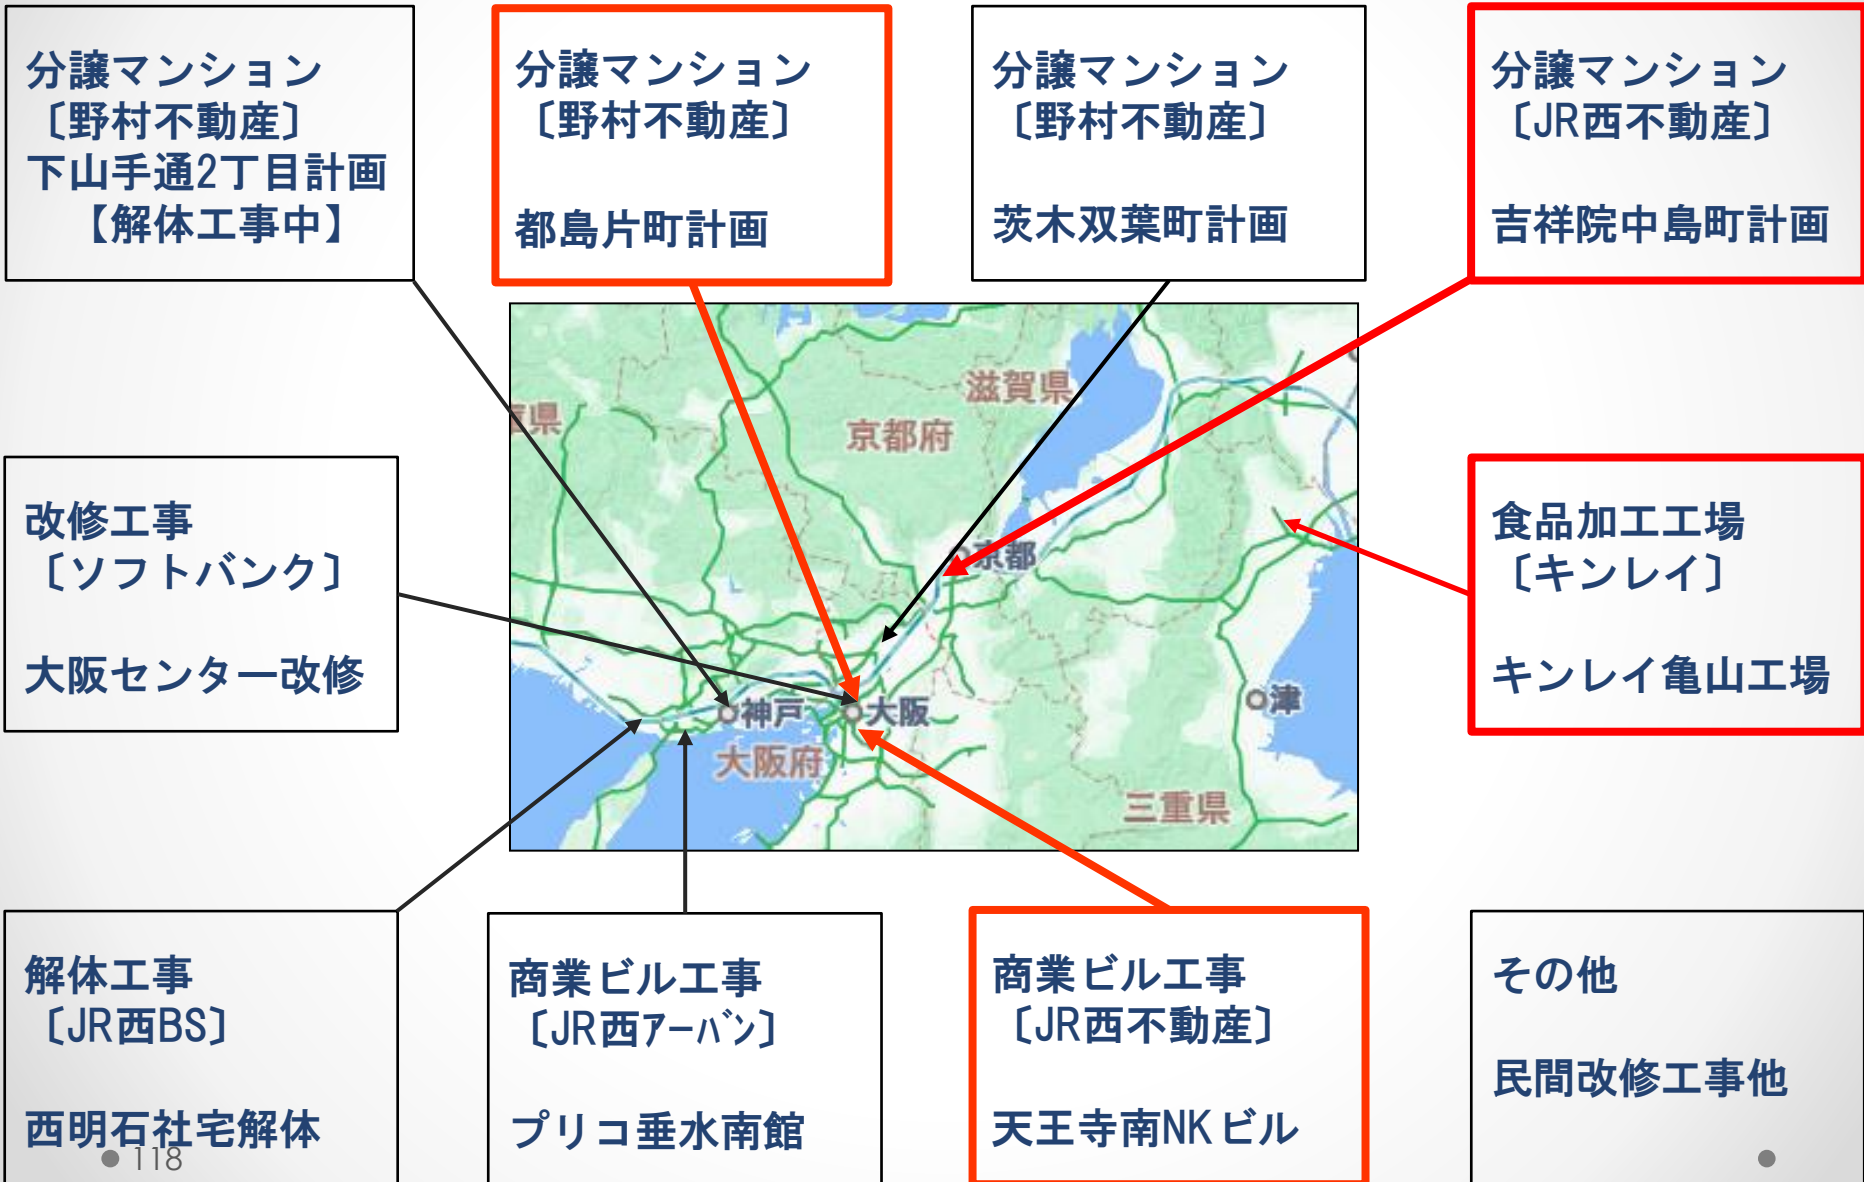 分譲マンション
〔野村不動産〕
下山手通2丁目計画
【解体工事中】
分譲マンション
〔野村不動産〕
都島片町計画
分譲マンション
〔野村不動産〕
茨木双葉町計画
分譲マンション
〔JR西不動産〕
吉祥院中島町計画
改修工事
〔ソフトバンク〕
大阪センター改修
県
滋賀県
京都府
京都
神戸
大阪
大阪府
津
三重県
食品加工工場
〔キンレイ〕
キンレイ亀山工場
解体工事
〔JR西BS〕
西明石社宅解体
商業ビル工事
〔JR西アーバン〕
プリコ垂水南館
商業ビル工事
〔JR西不動産〕
天王寺南NKビル
その他
民間改修工事他
118